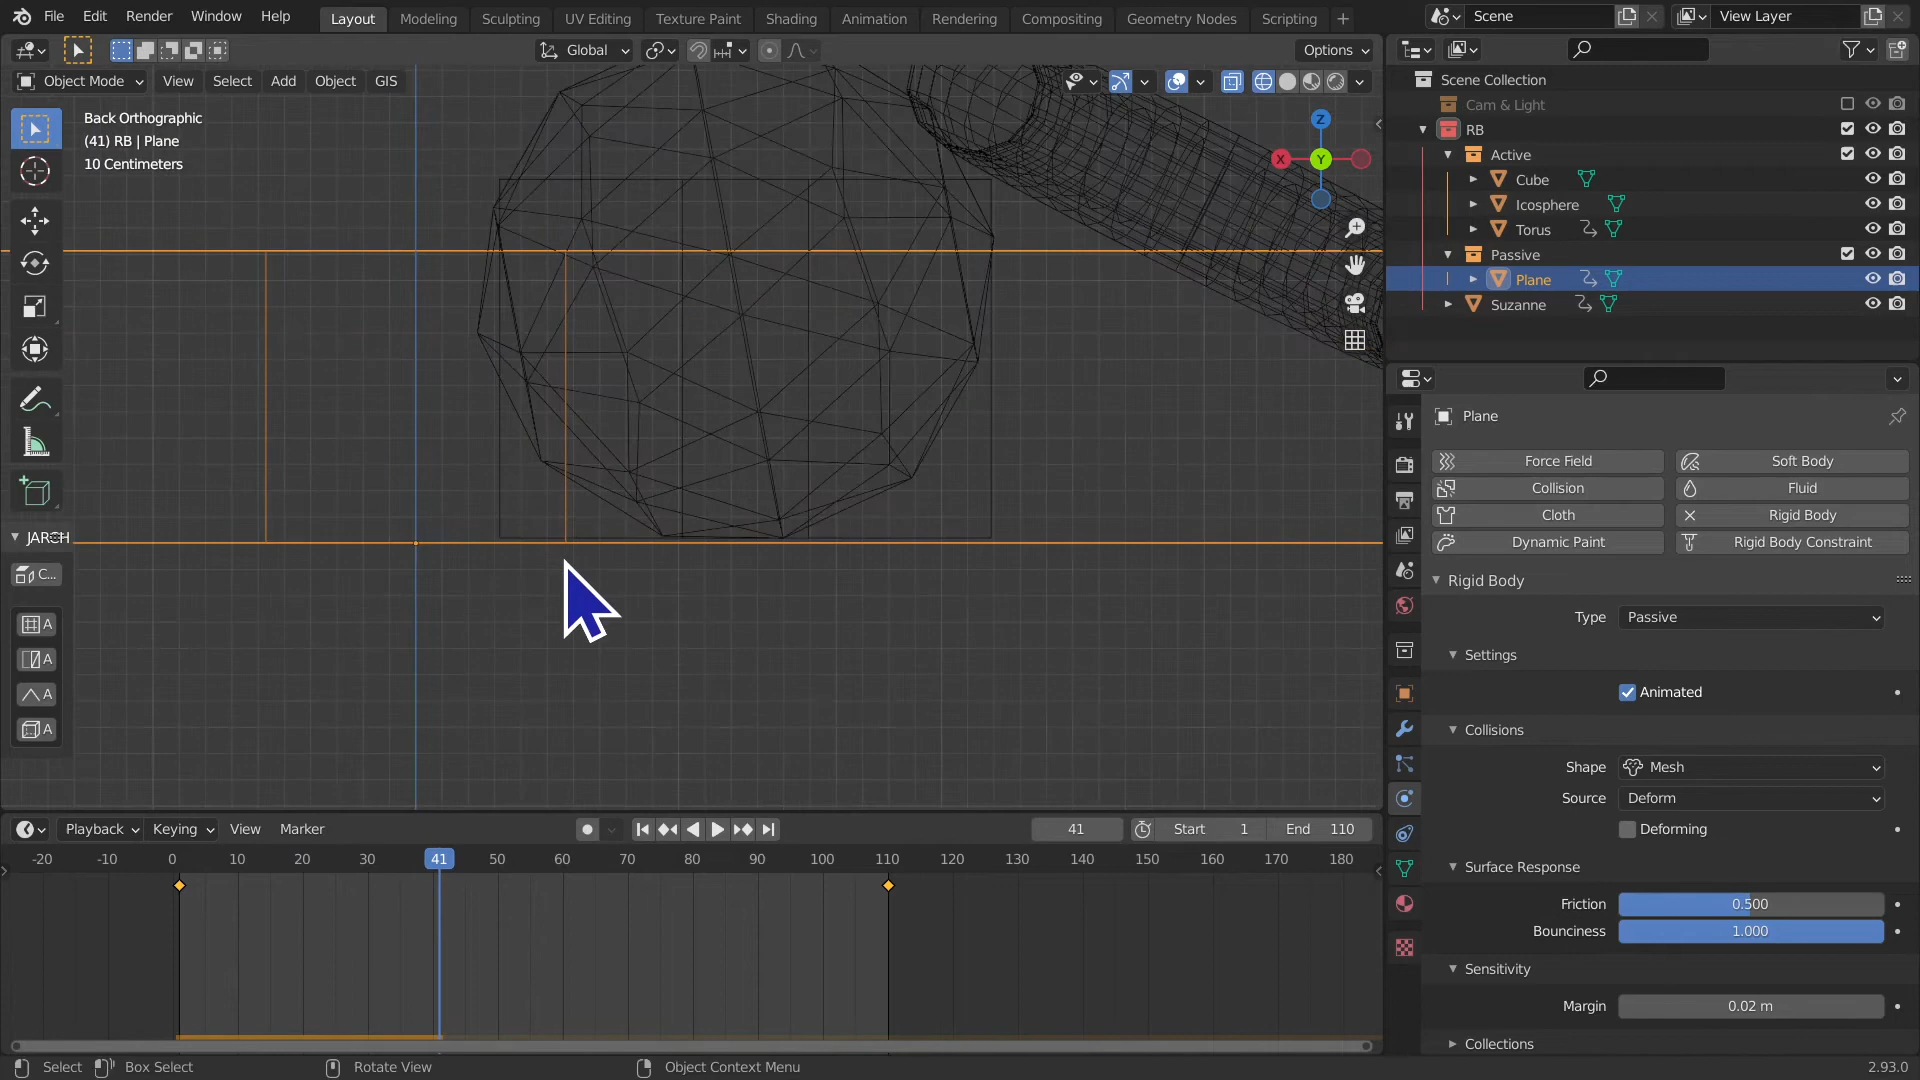 File Edit Render Window Help Layout Modeling Sculpting UV Editing Texture Paint Shading Animation Rendering Compositing Geometry Nodes Scripting + Scene View Layer
Global Options
Object Mode View Select Add Object GIS
Back Orthographic
(41) RB | Plane
10 Centimeters
Z
X
Y
Scene Collection
Cam & Light
RB
Active
Cube
Icosphere
Torus
Passive
Plane
Suzanne
C...
A
A
A
A
Plane
Force Field Soft Body
Collision Fluid
Cloth Rigid Body
Dynamic Paint Rigid Body Constraint
Rigid Body
Type Passive
Settings
Animated
Collisions
Shape Mesh
Source Deform
Deforming
Surface Response
Friction 0.500
Bounciness 1.000
Sensitivity
Margin 0.02 m
Collections
Playback Keying View Marker 41 Start 1 End 110
-20 -10 0 10 20 30 41 50 60 70 80 90 100 110 120 130 140 150 160 170 180
Select Box Select Rotate View Object Context Menu 2.93.0